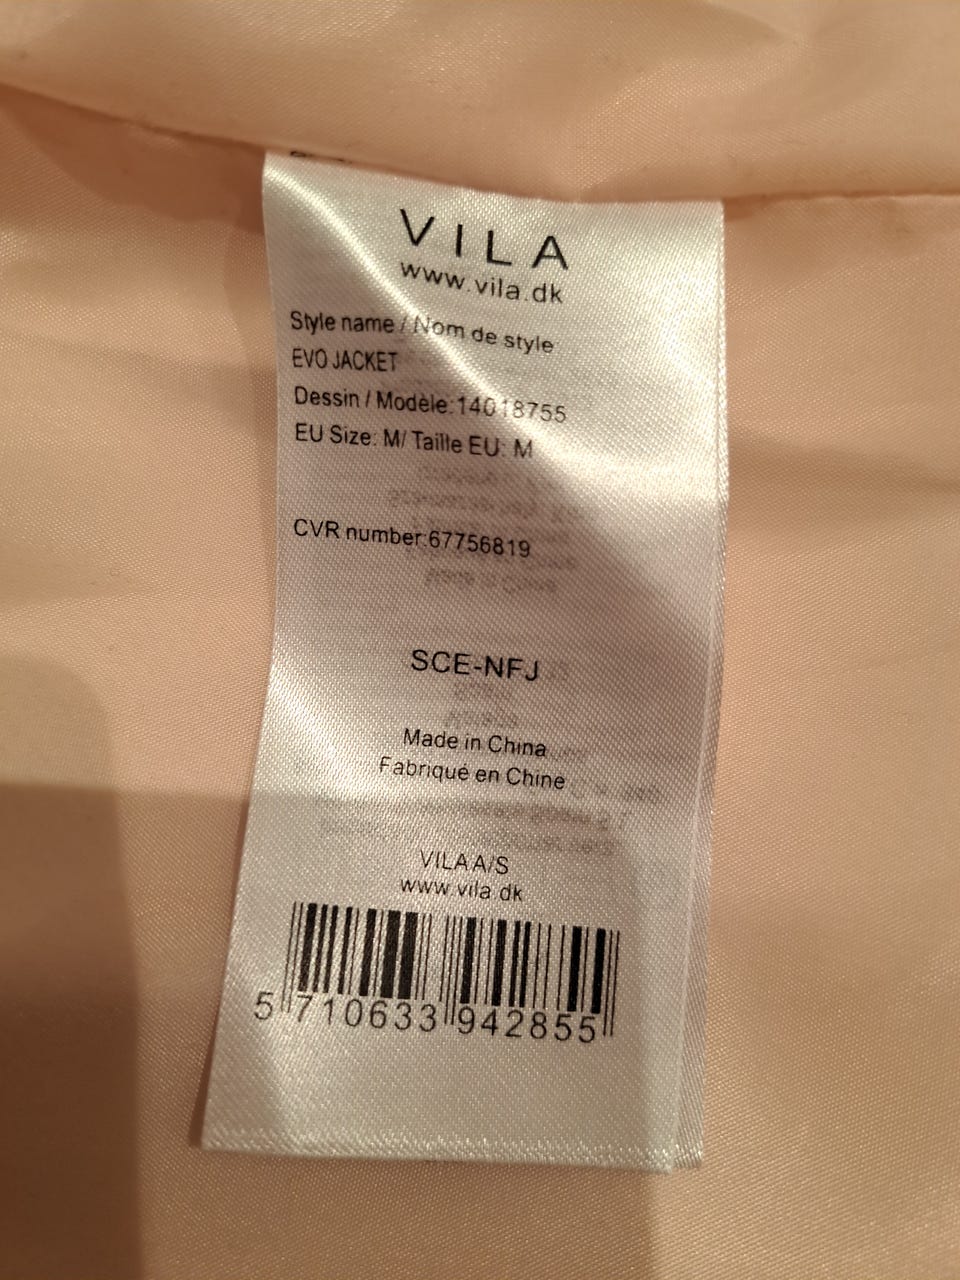 VILA
www.vila.dk
Style name / Nom de style
EVO JACKET
Dessin / Modèle:14018755
EU Size: M/ Taille EU: M
CVR number:67756819
SCE-NFJ
Made in China
Fabriqué en Chine
VILA A/S
www.vila.dk
5 710633 942855